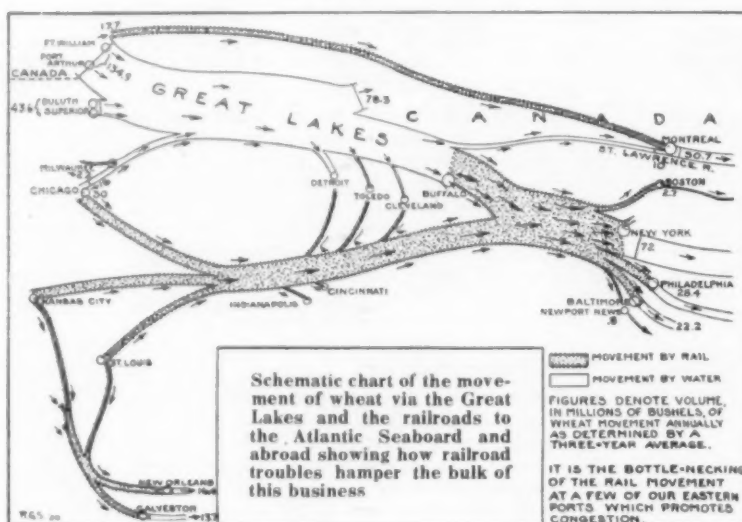 17.7
FT. WILLIAM
PORT
ARTHUR
134.9
CANADA
43.6
DULUTH
SUPERIOR
GREAT LAKES
78.3
CANADA
MONTREAL
50.7
ST. LAWRENCE R.
10
MILWAUKEE
CHICAGO
50
DETROIT
TOLEDO
CLEVELAND
BUFFALO
BOSTON
NEW YORK
72
PHILADELPHIA
28.4
BALTIMORE
NEWPORT NEWS
.8
22.2
KANSAS CITY
INDIANAPOLIS
CINCINNATI
ST. LOUIS
NEW ORLEANS
GALVESTON
Schematic chart of the move-
ment of wheat via the Great
Lakes and the railroads to
the Atlantic Seaboard and
abroad showing how railroad
troubles hamper the bulk of
this business
MOVEMENT BY RAIL
MOVEMENT BY WATER
FIGURES DENOTE VOLUME,
IN MILLIONS OF BUSHELS, OF
WHEAT MOVEMENT ANNUALLY
AS DETERMINED BY A
THREE-YEAR AVERAGE.
IT IS THE BOTTLE-NECKING
OF THE RAIL MOVEMENT
AT A FEW OF OUR EASTERN
PORTS WHICH PROMOTES
CONGESTION